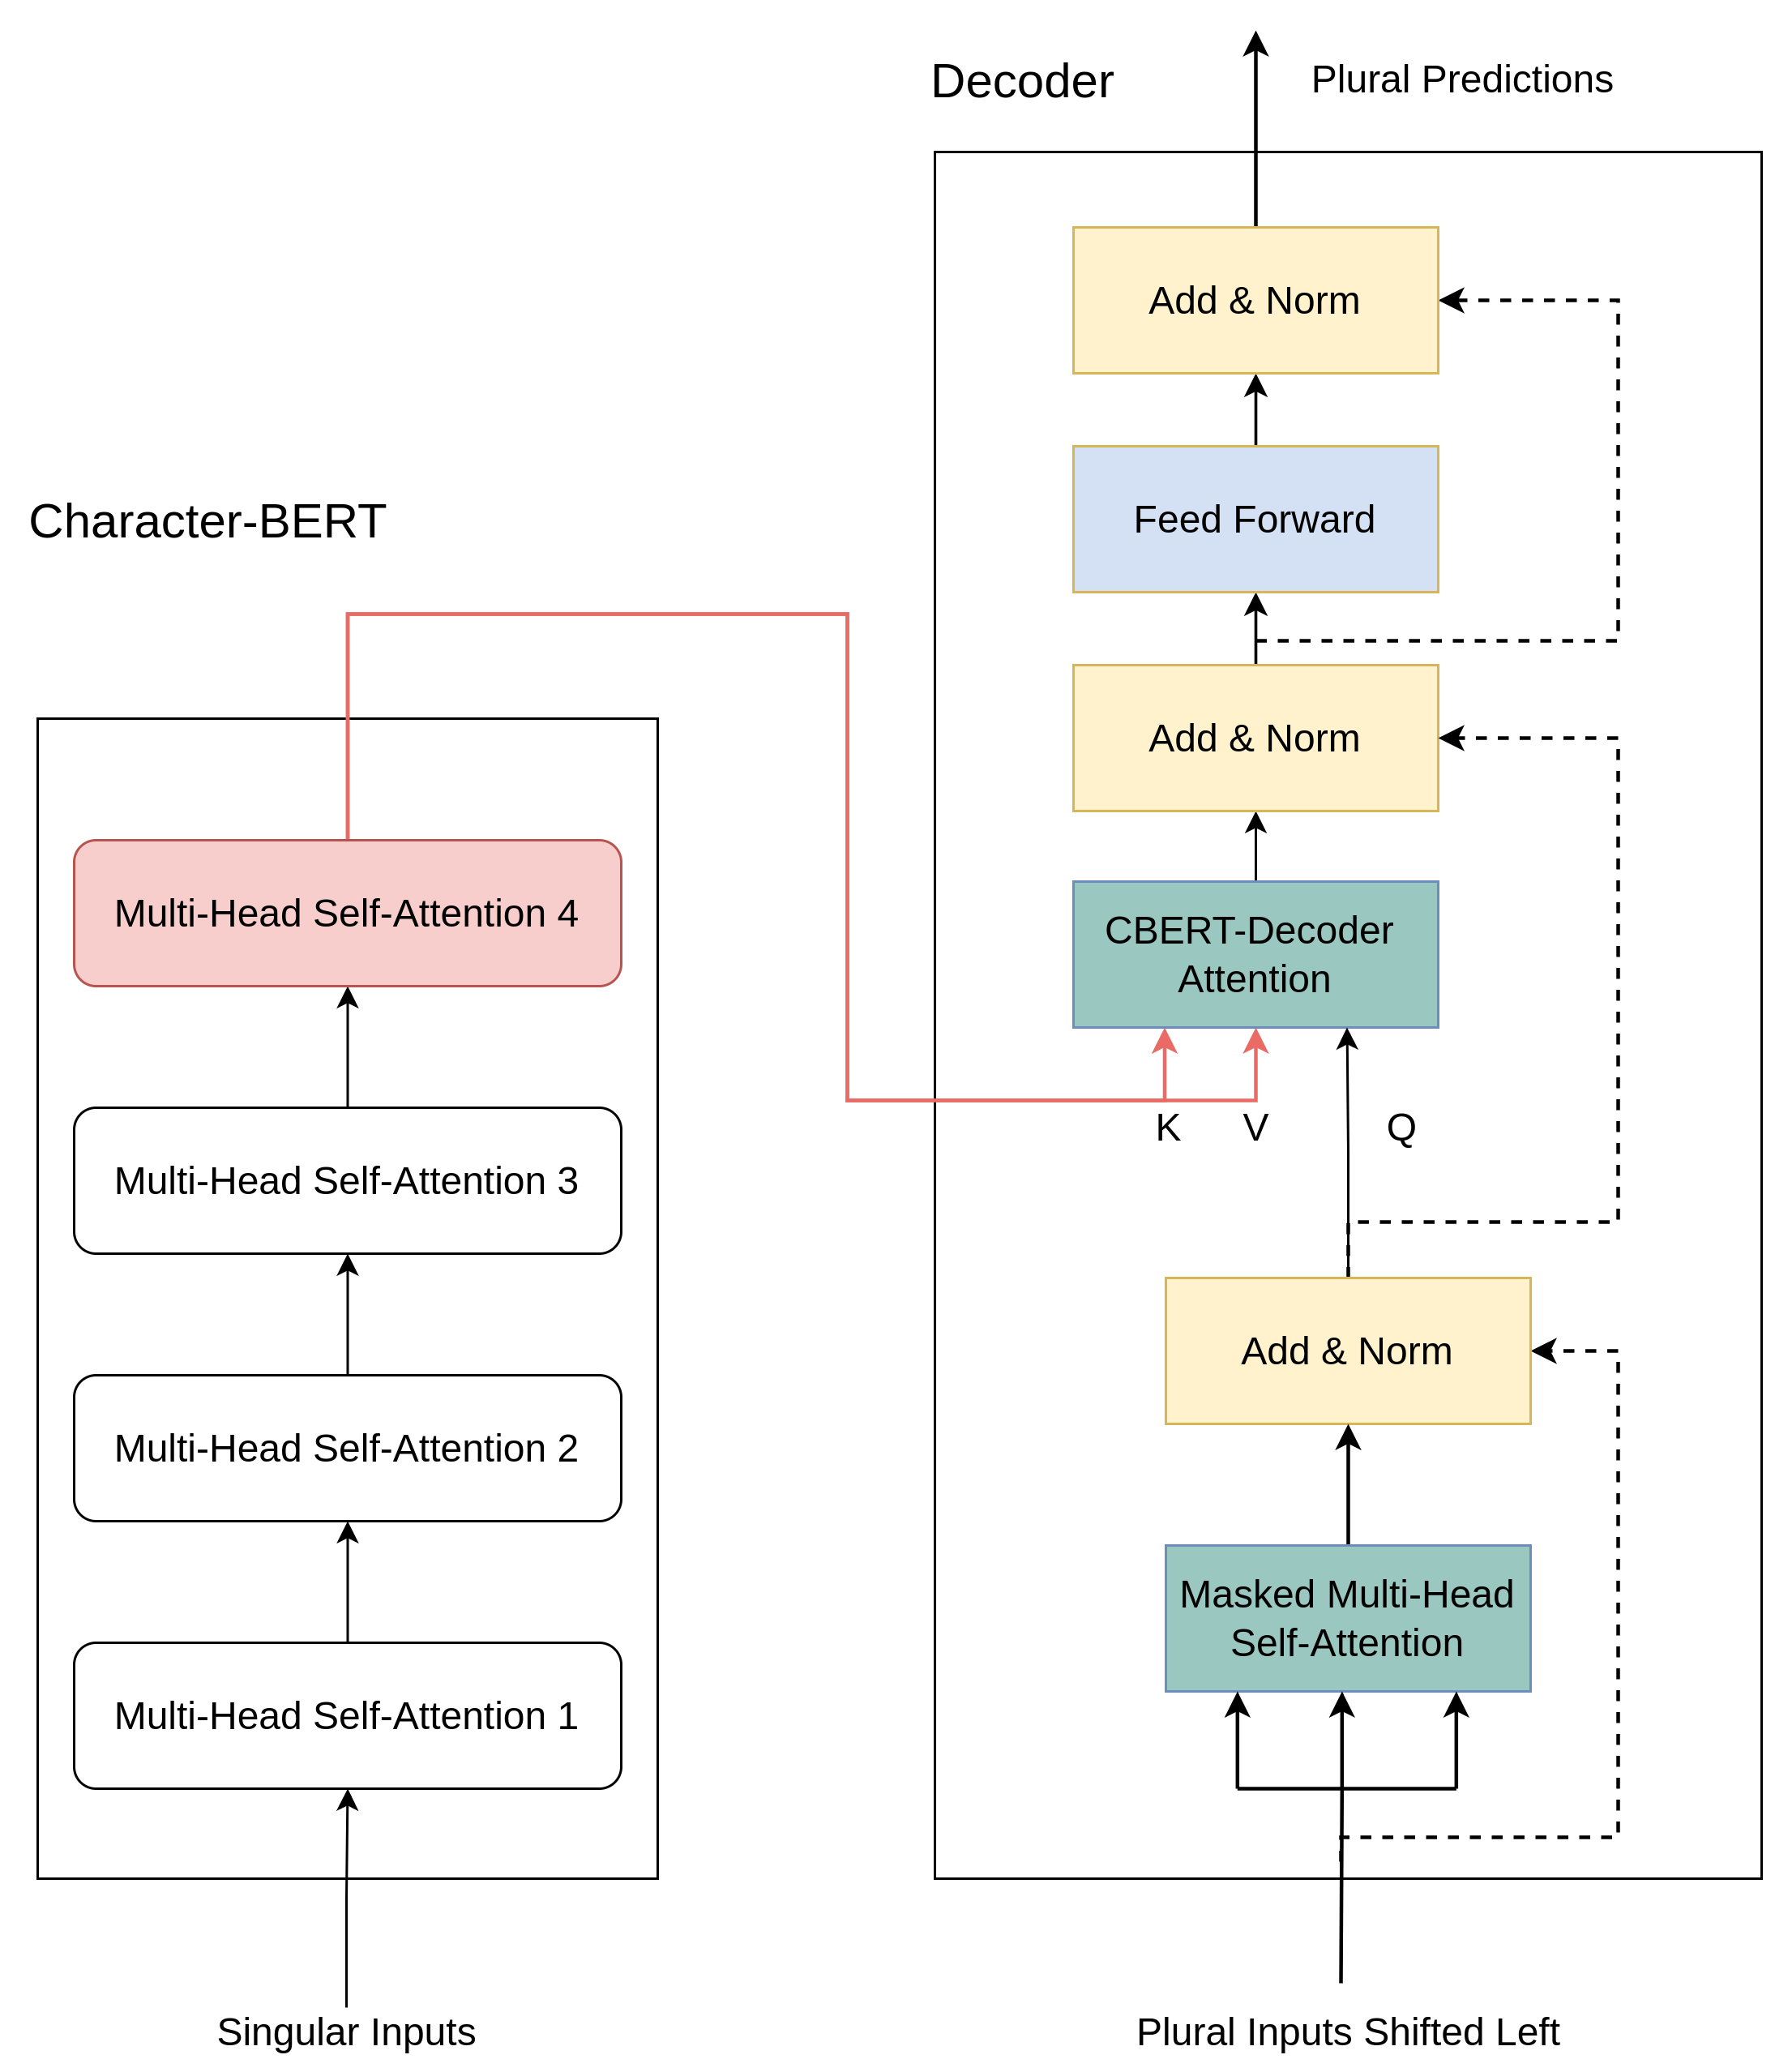 Decoder
Plural Predictions
Add & Norm
Feed Forward
Add & Norm
CBERT-Decoder
Attention
K
V
Q
Add & Norm
Masked Multi-Head
Self-Attention
Plural Inputs Shifted Left
Character-BERT
Multi-Head Self-Attention 4
Multi-Head Self-Attention 3
Multi-Head Self-Attention 2
Multi-Head Self-Attention 1
Singular Inputs